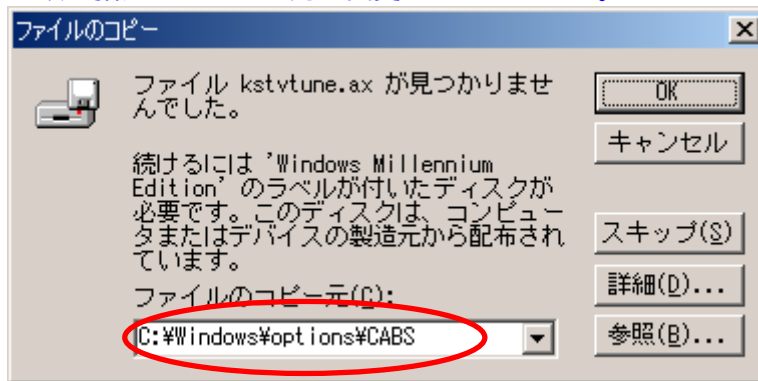 ファイルのコピー
ファイル kstvtune.ax が見つかりませ
んでした。
続けるには 'Windows Millennium
Edition' のラベルが付いたディスクが
必要です。このディスクは、コンピュー
タまたはデバイスの製造元から配布され
ています。
ファイルのコピー元(C):
C:¥Windows¥options¥CABS
OK
キャンセル
スキップ(S)
詳細(D)...
参照(B)...